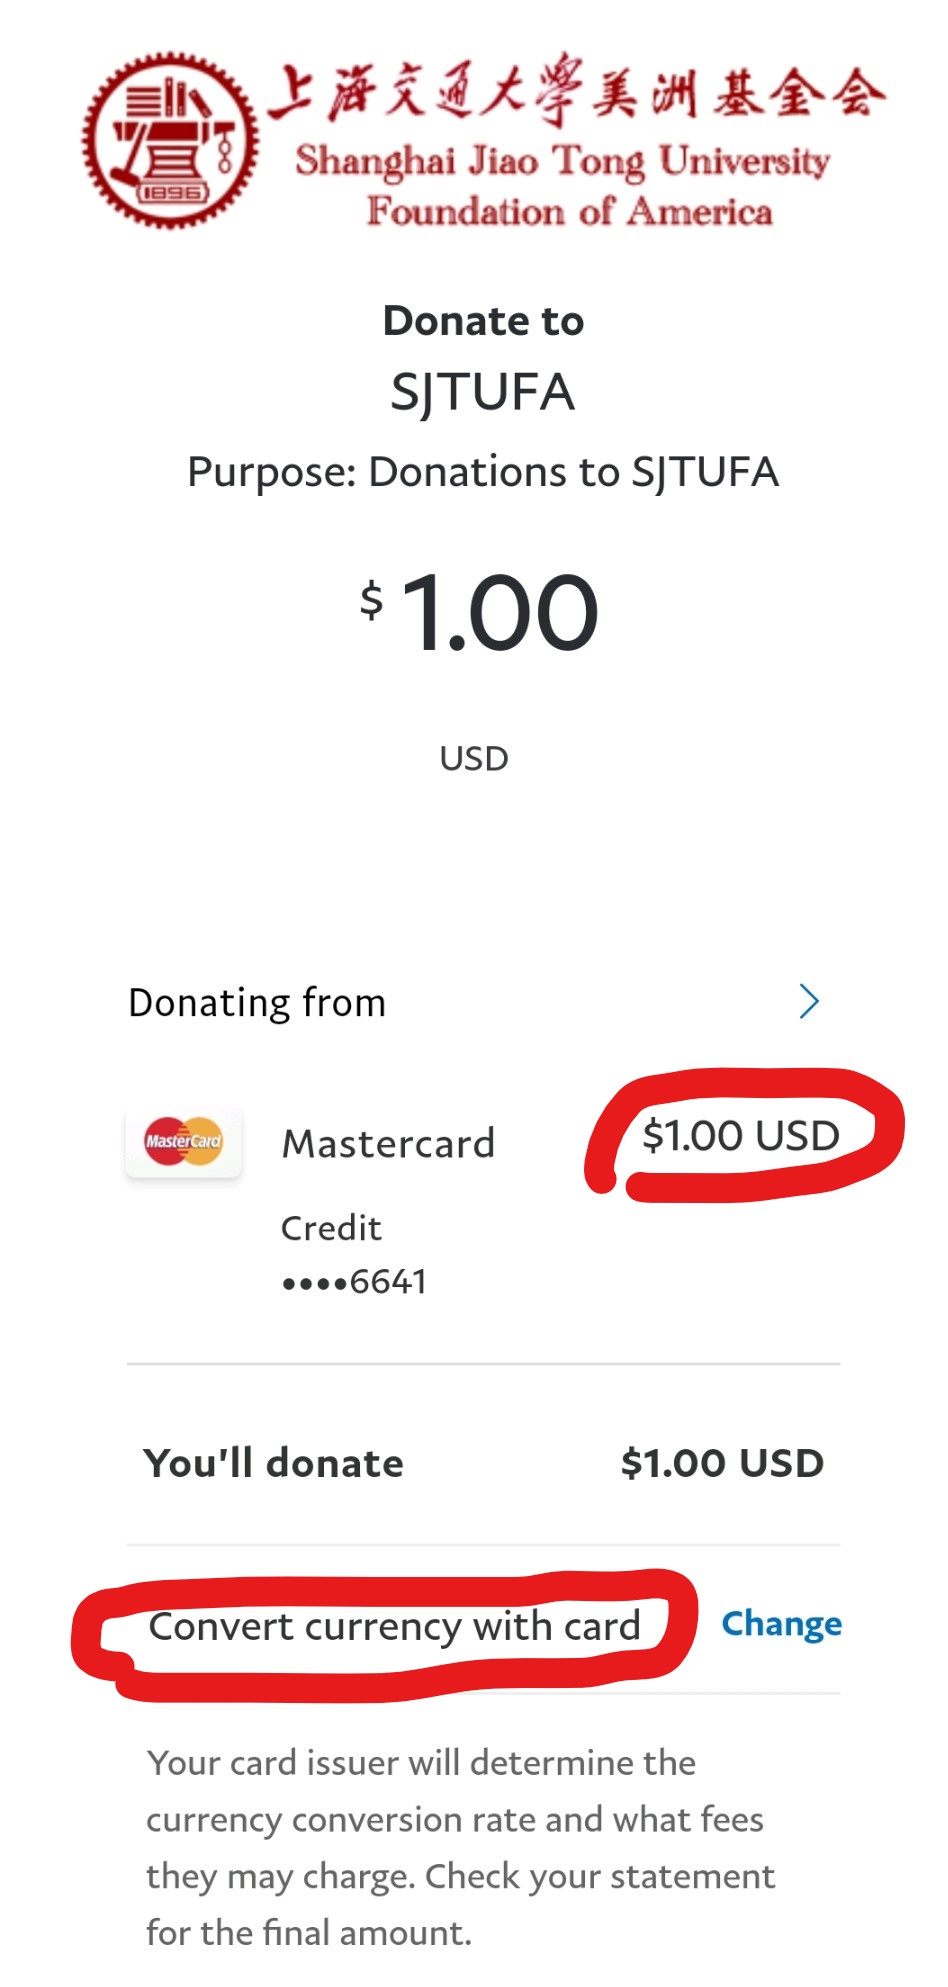 上海交通大學美洲基金会
Shanghai Jiao Tong University
Foundation of America
1896
Donate to
SJTUFA
Purpose: Donations to SJTUFA
$ 1.00
USD
Donating from
MasterCard
Mastercard
$1.00 USD
Credit
••••6641
You'll donate
$1.00 USD
Convert currency with card
Change
Your card issuer will determine the
currency conversion rate and what fees
they may charge. Check your statement
for the final amount.